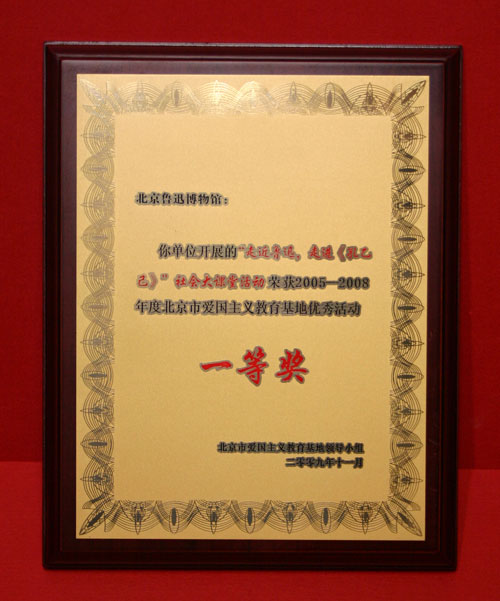 北京鲁迅博物馆：
你单位开展的“走近鲁迅，走进《孔乙
己》”社会大课堂活动荣获2005—2008
年度北京市爱国主义教育基地优秀活动
一等奖
北京市爱国主义教育基地领导小组
二零零九年十一月